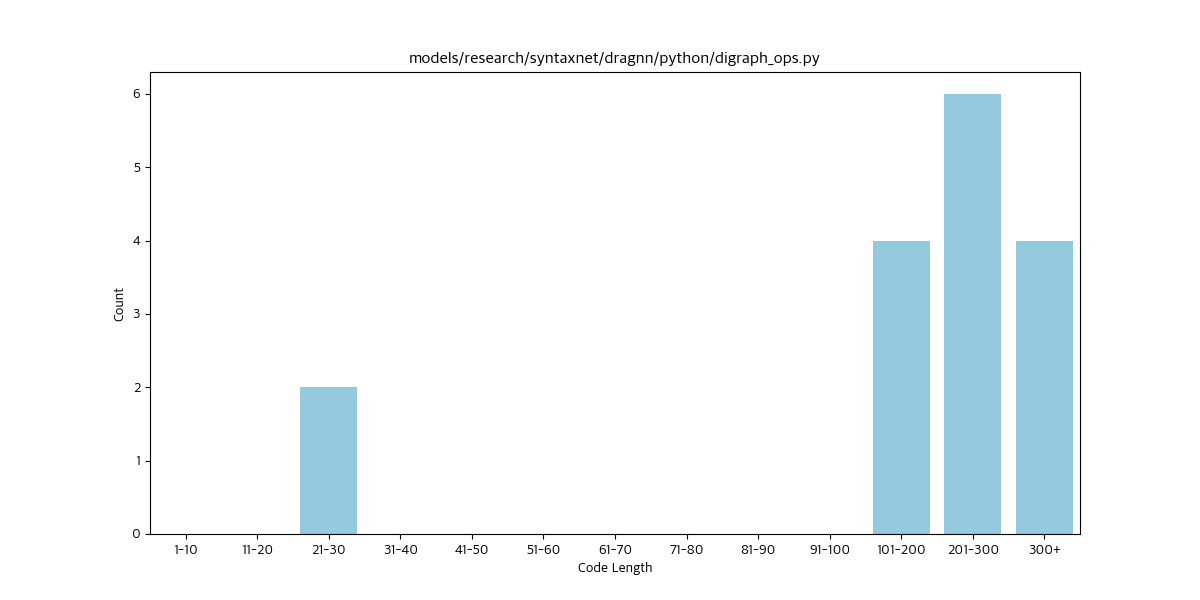 models/research/syntaxnet/dragnn/python/digraph_ops.py
6
5
4
3
2
1
0
Count
1-10 11-20 21-30 31-40 41-50 51-60 61-70 71-80 81-90 91-100 101-200 201-300 300+
Code Length